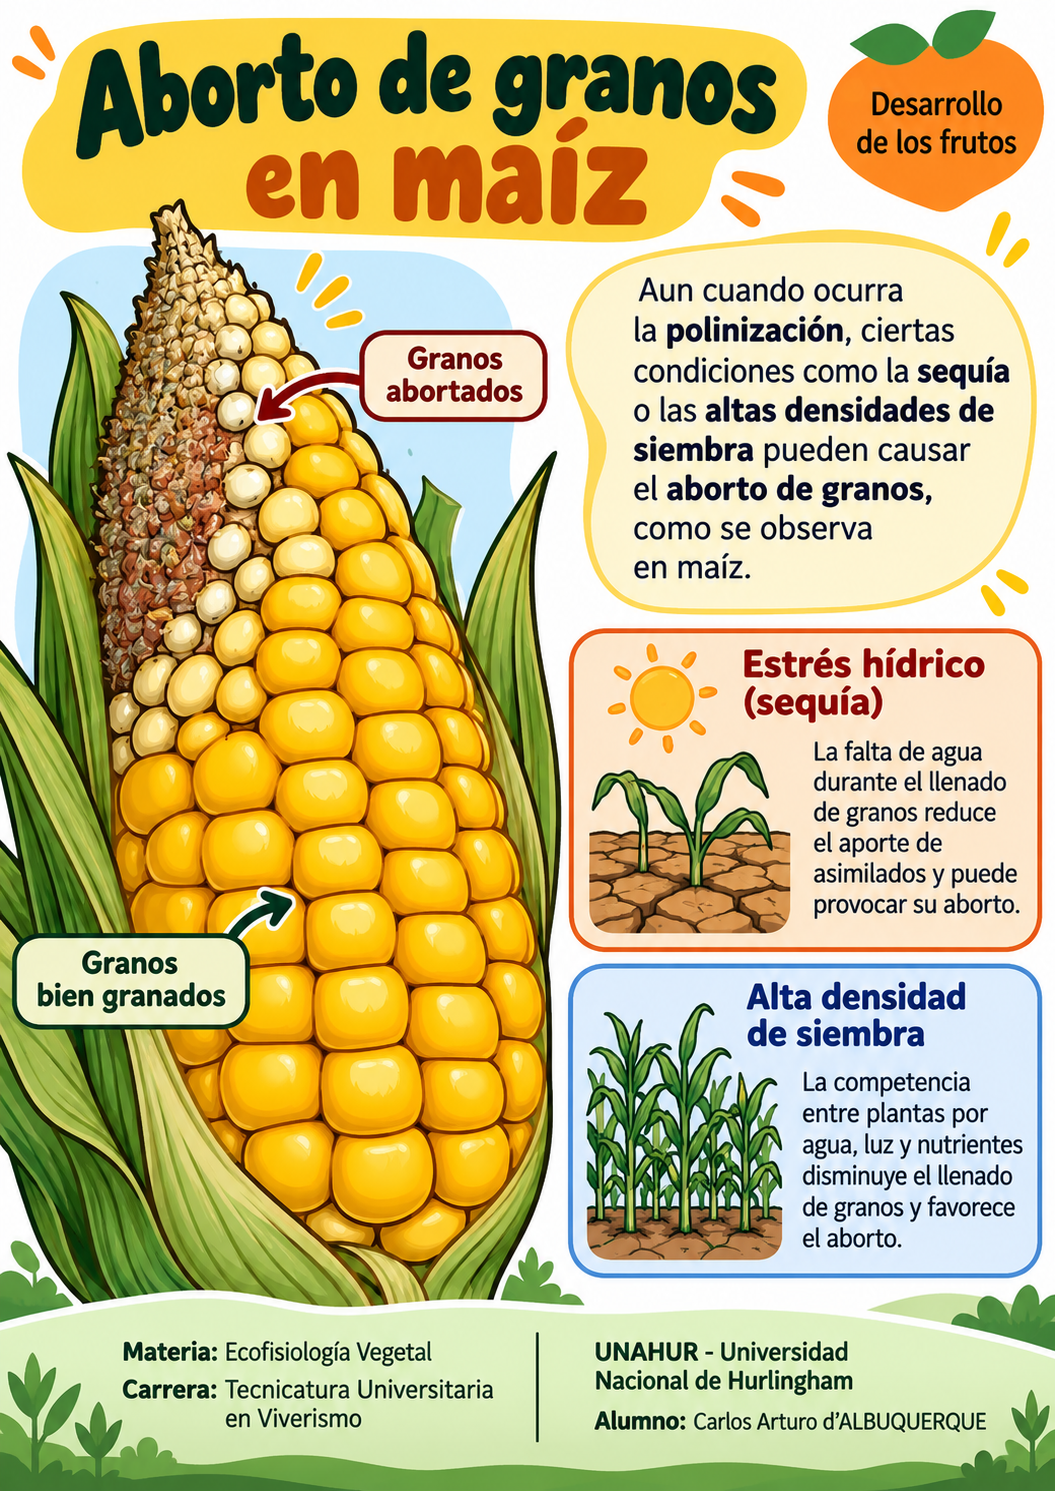 Aborto de granos
en maíz
Desarrollo
de los frutos
Aun cuando ocurra
la polinización, ciertas
condiciones como la sequía
o las altas densidades de
siembra pueden causar
el aborto de granos,
como se observa
en maíz.
Granos
abortados
Granos
bien granados
Estrés hídrico
(sequía)
La falta de agua
durante el llenado
de granos reduce
el aporte de
asimilados y puede
provocar su aborto.
Alta densidad
de siembra
La competencia
entre plantas por
agua, luz y nutrientes
disminuye el llenado
de granos y favorece
el aborto.
Materia: Ecofisiología Vegetal
Carrera: Tecnicatura Universitaria
en Viverismo
UNAHUR - Universidad
Nacional de Hurlingham
Alumno: Carlos Arturo d'ALBUQUERQUE